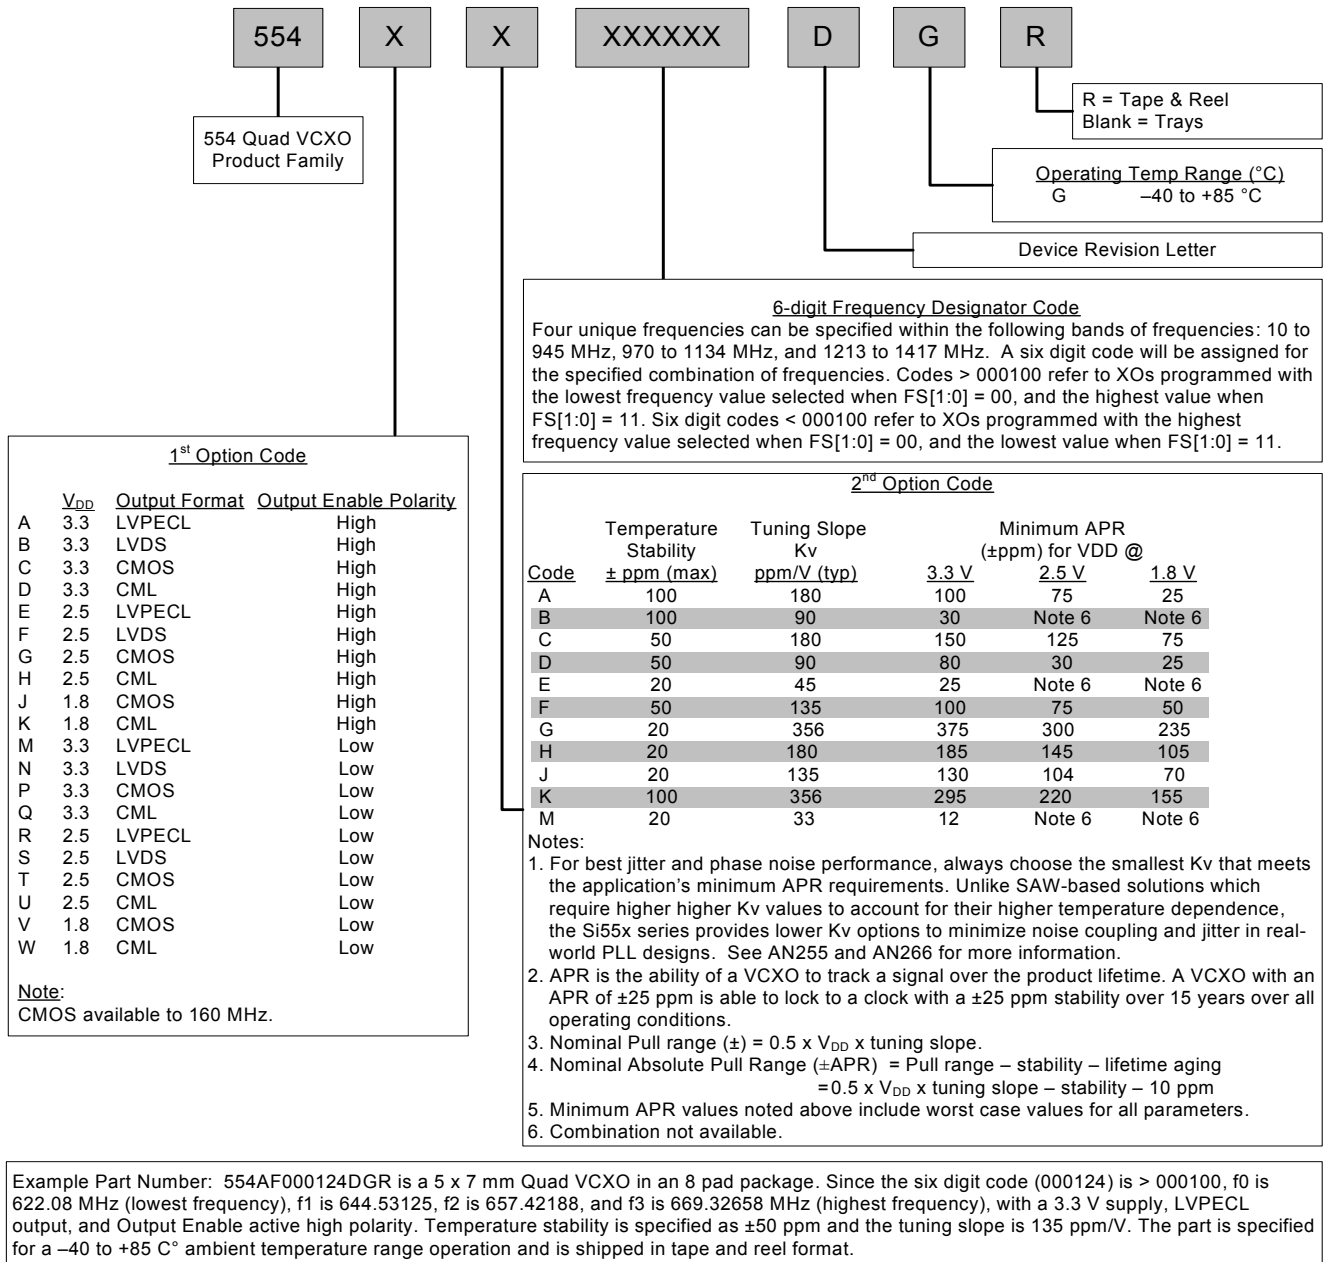 554 X X XXXXXX D G R
R = Tape & Reel
Blank = Trays
554 Quad VCXO
Product Family
Operating Temp Range (°C)
G –40 to +85 °C
Device Revision Letter
6-digit Frequency Designator Code
Four unique frequencies can be specified within the following bands of frequencies: 10 to
945 MHz, 970 to 1134 MHz, and 1213 to 1417 MHz. A six digit code will be assigned for
the specified combination of frequencies. Codes > 000100 refer to XOs programmed with
the lowest frequency value selected when FS[1:0] = 00, and the highest value when
FS[1:0] = 11. Six digit codes < 000100 refer to XOs programmed with the highest
frequency value selected when FS[1:0] = 00, and the lowest value when FS[1:0] = 11.
1st Option Code
VDD Output Format Output Enable Polarity
A 3.3 LVPECL High
B 3.3 LVDS High
C 3.3 CMOS High
D 3.3 CML High
E 2.5 LVPECL High
F 2.5 LVDS High
G 2.5 CMOS High
H 2.5 CML High
J 1.8 CMOS High
K 1.8 CML High
M 3.3 LVPECL Low
N 3.3 LVDS Low
P 3.3 CMOS Low
Q 3.3 CML Low
R 2.5 LVPECL Low
S 2.5 LVDS Low
T 2.5 CMOS Low
U 2.5 CML Low
V 1.8 CMOS Low
W 1.8 CML Low
Note:
CMOS available to 160 MHz.
2nd Option Code
Temperature Tuning Slope Minimum APR
Stability Kv (±ppm) for VDD @
Code ± ppm (max) ppm/V (typ) 3.3 V 2.5 V 1.8 V
A 100 180 100 75 25
B 100 90 30 Note 6 Note 6
C 50 180 150 125 75
D 50 90 80 30 25
E 20 45 25 Note 6 Note 6
F 50 135 100 75 50
G 20 356 375 300 235
H 20 180 185 145 105
J 20 135 130 104 70
K 100 356 295 220 155
M 20 33 12 Note 6 Note 6
Notes:
1. For best jitter and phase noise performance, always choose the smallest Kv that meets
the application's minimum APR requirements. Unlike SAW-based solutions which
require higher higher Kv values to account for their higher temperature dependence,
the Si55x series provides lower Kv options to minimize noise coupling and jitter in real-
world PLL designs. See AN255 and AN266 for more information.
2. APR is the ability of a VCXO to track a signal over the product lifetime. A VCXO with an
APR of ±25 ppm is able to lock to a clock with a ±25 ppm stability over 15 years over all
operating conditions.
3. Nominal Pull range (±) = 0.5 x VDD x tuning slope.
4. Nominal Absolute Pull Range (±APR) = Pull range – stability – lifetime aging
= 0.5 x VDD x tuning slope – stability – 10 ppm
5. Minimum APR values noted above include worst case values for all parameters.
6. Combination not available.
Example Part Number: 554AF000124DGR is a 5 x 7 mm Quad VCXO in an 8 pad package. Since the six digit code (000124) is > 000100, f0 is
622.08 MHz (lowest frequency), f1 is 644.53125, f2 is 657.42188, and f3 is 669.32658 MHz (highest frequency), with a 3.3 V supply, LVPECL
output, and Output Enable active high polarity. Temperature stability is specified as ±50 ppm and the tuning slope is 135 ppm/V. The part is specified
for a –40 to +85 C° ambient temperature range operation and is shipped in tape and reel format.